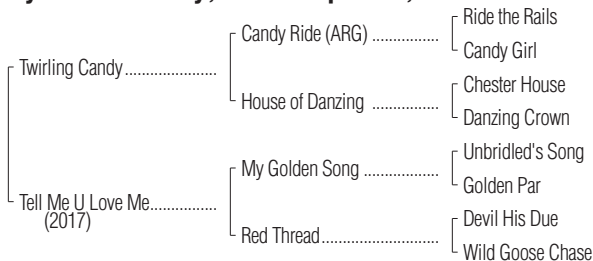 Ride the Rails
Candy Ride (ARG) ................
Candy Girl
Twirling Candy ......................
Chester House
House of Danzing ................
Danzing Crown
Unbridled's Song
My Golden Song ..................
Golden Par
Tell Me U Love Me................
(2017)
Devil His Due
Red Thread............................
Wild Goose Chase